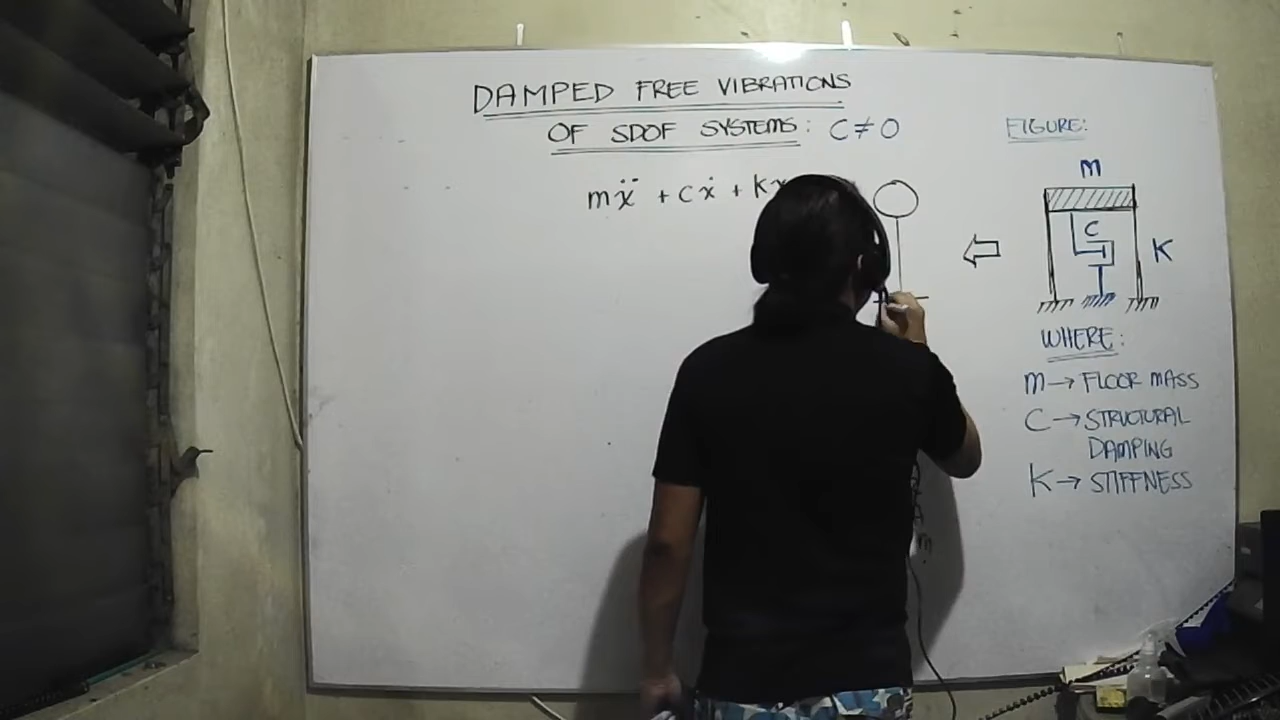 DAMPED FREE VIBRATIONS
OF SDOF SYSTEMS: C ≠ 0
mẍ + cẋ + kx
FIGURE:
m
C
K
WHERE:
m → FLOOR MASS
C → STRUCTURAL
DAMPING
K → STIFFNESS